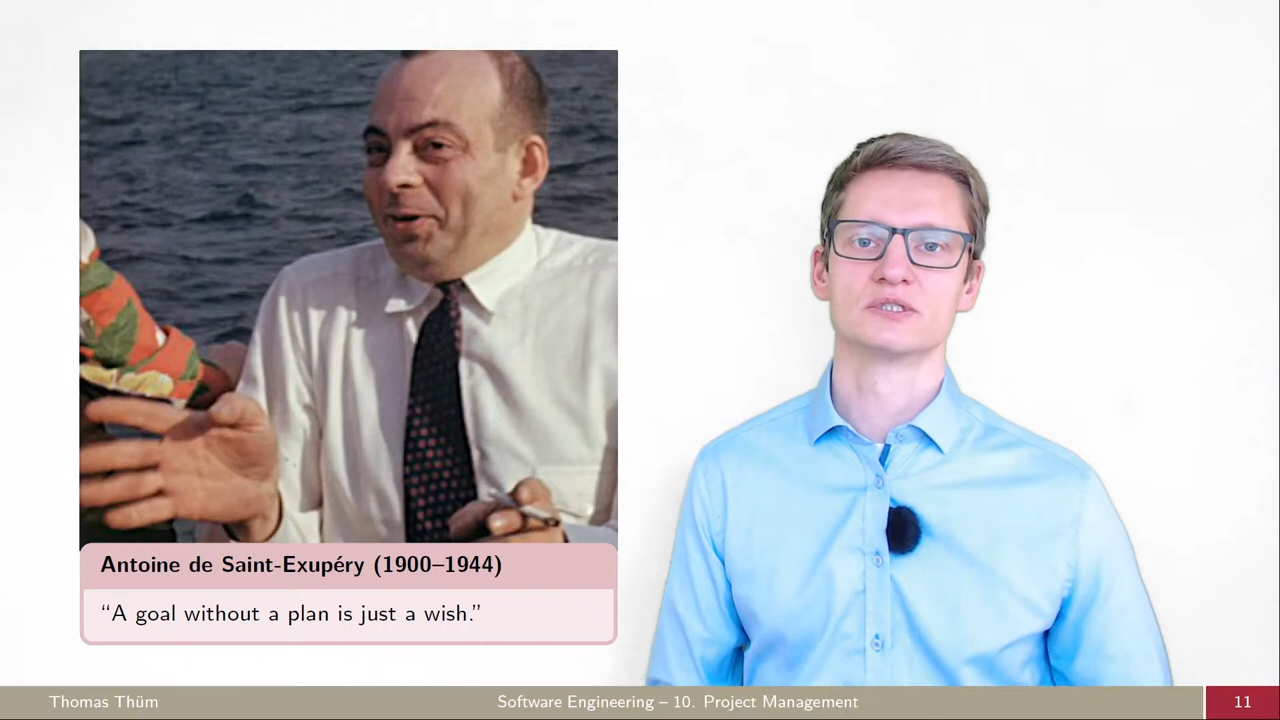 Antoine de Saint-Exupéry (1900–1944)
“A goal without a plan is just a wish.”
Thomas Thüm
Software Engineering – 10. Project Management
11